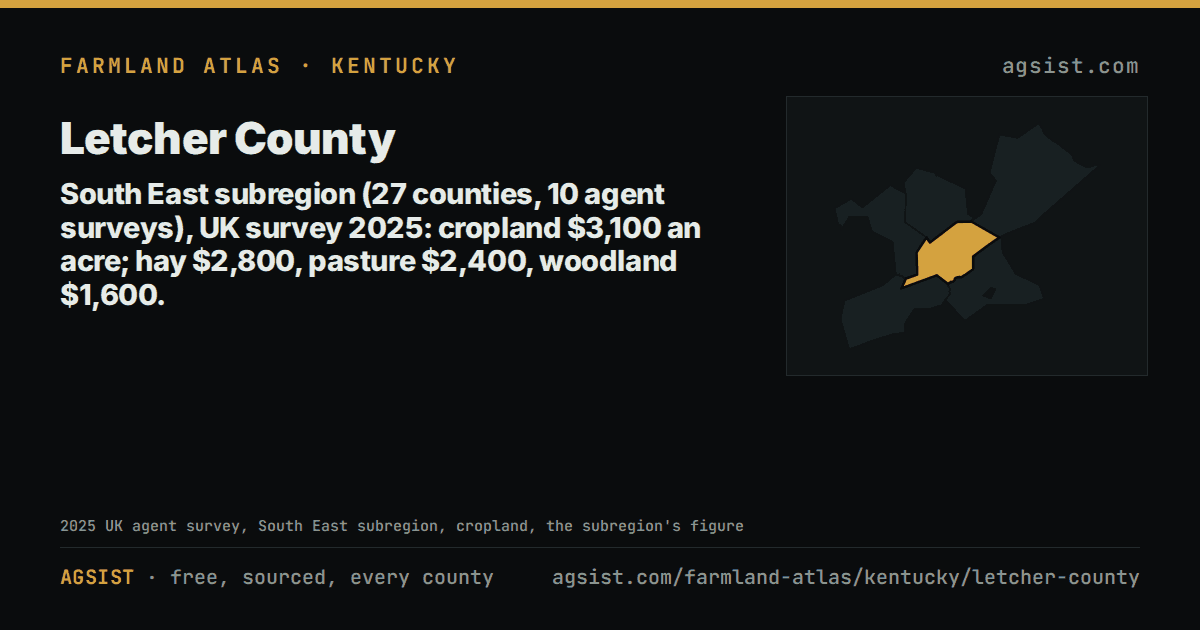 FARMLAND ATLAS · KENTUCKY
agsist.com
Letcher County
South East subregion (27 counties, 10 agent
surveys), UK survey 2025: cropland $3,100 an
acre; hay $2,800, pasture $2,400, woodland
$1,600.
2025 UK agent survey, South East subregion, cropland, the subregion's figure
AGSIST · free, sourced, every county
agsist.com/farmland-atlas/kentucky/letcher-county